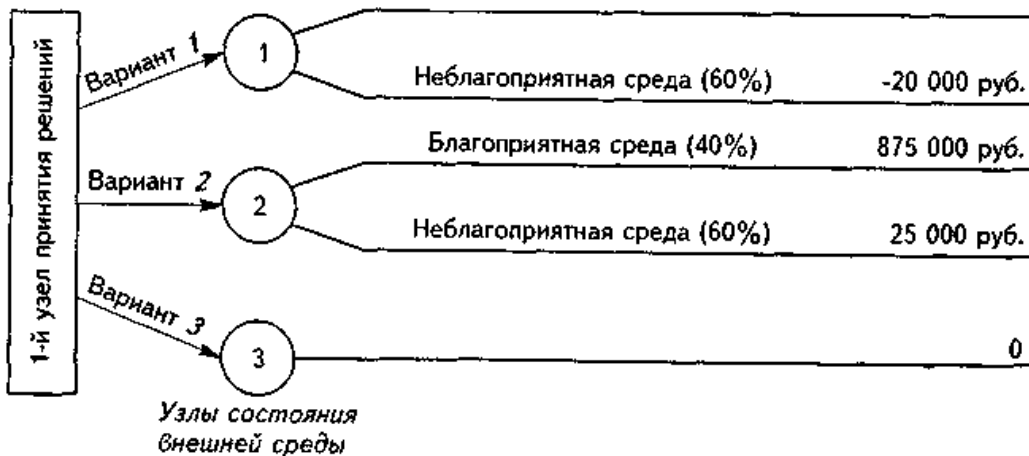 1-й узел принятия решений
Вариант 1
1
Неблагоприятная среда (60%) -20 000 руб.
Благоприятная среда (40%) 875 000 руб.
Вариант 2
2
Неблагоприятная среда (60%) 25 000 руб.
Вариант 3
3
0
Узлы состояния
внешней среды